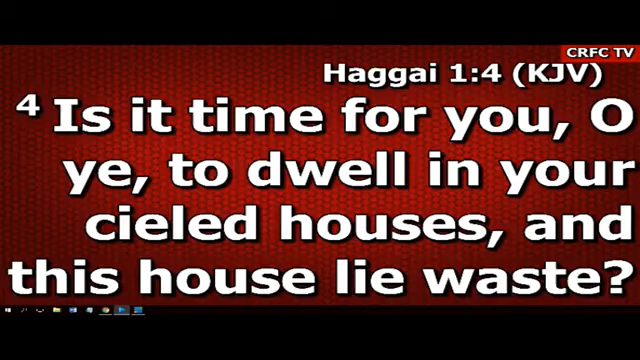 CRFC TV
Haggai 1:4 (KJV)
4 Is it time for you, O
ye, to dwell in your
cieled houses, and
this house lie waste?